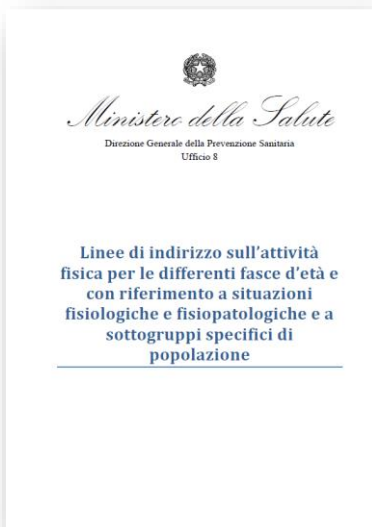 Ministero della Salute
Direzione Generale della Prevenzione Sanitaria
Ufficio 8
Linee di indirizzo sull'attività
fisica per le differenti fasce d'età e
con riferimento a situazioni
fisiologiche e fisiopatologiche e a
sottogruppi specifici di
popolazione